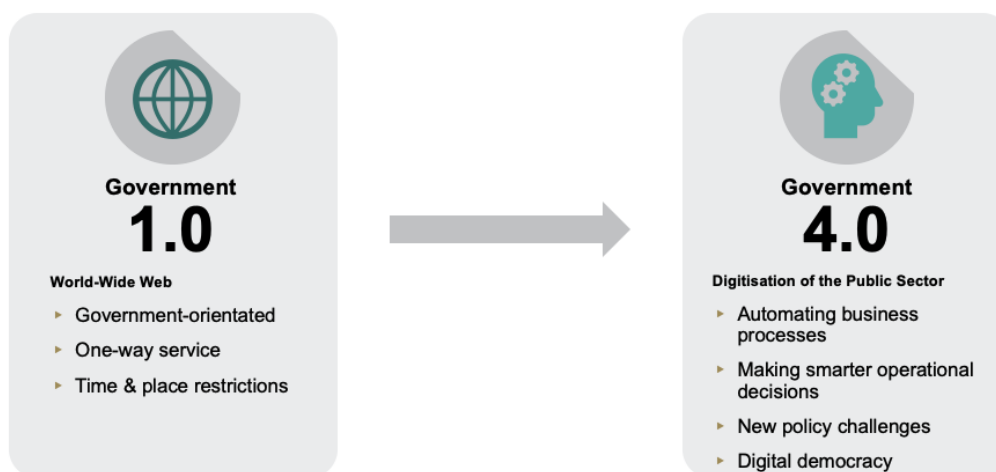 Government
1.0
World-Wide Web
Government-orientated
One-way service
Time & place restrictions
Government
4.0
Digitisation of the Public Sector
Automating business
processes
Making smarter operational
decisions
New policy challenges
Digital democracy